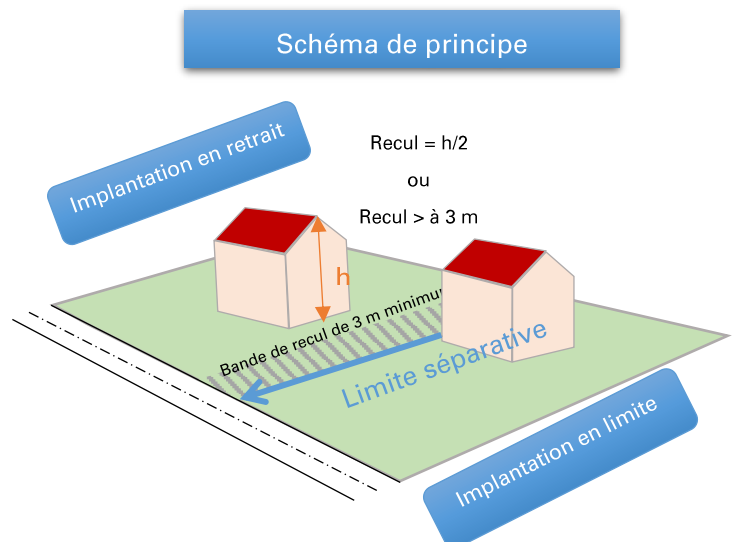 Schéma de principe
Implantation en retrait
Recul = h/2
ou
Recul > à 3 m
h
Bande de recul de 3 m minimu
Limite séparative
Implantation en limite